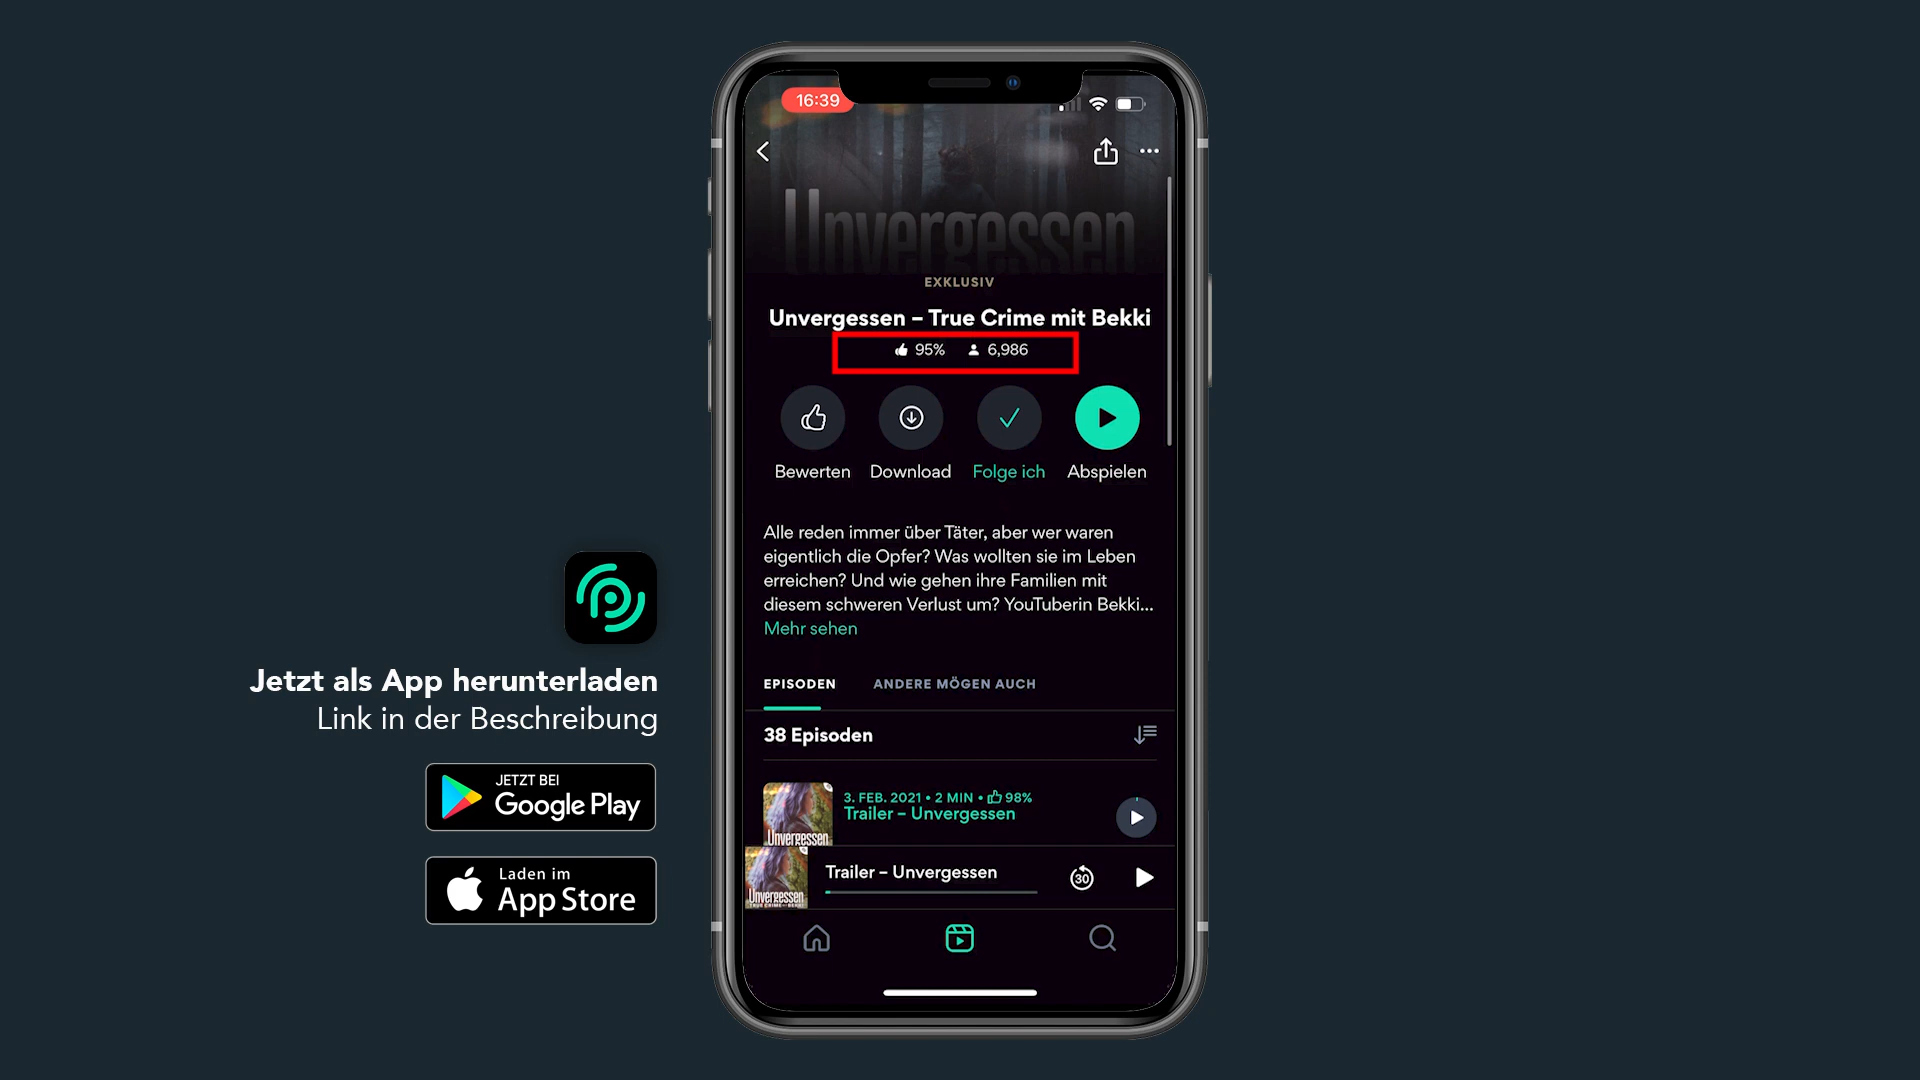 16:39
Unvergessen
EXKLUSIV
Unvergessen – True Crime mit Bekki
95% 6,986
Bewerten Download Folge ich Abspielen
Alle reden immer über Täter, aber wer waren
eigentlich die Opfer? Was wollten sie im Leben
erreichen? Und wie gehen ihre Familien mit
diesem schweren Verlust um? YouTuberin Bekki...
Mehr sehen
EPISODEN ANDERE MÖGEN AUCH
38 Episoden
3. FEB. 2021 • 2 MIN • 98%
Trailer – Unvergessen
Unvergessen
Trailer – Unvergessen
30
Unvergessen
TRUE CRIME MIT BEKKI
Jetzt als App herunterladen
Link in der Beschreibung
JETZT BEI
Google Play
Laden im
App Store